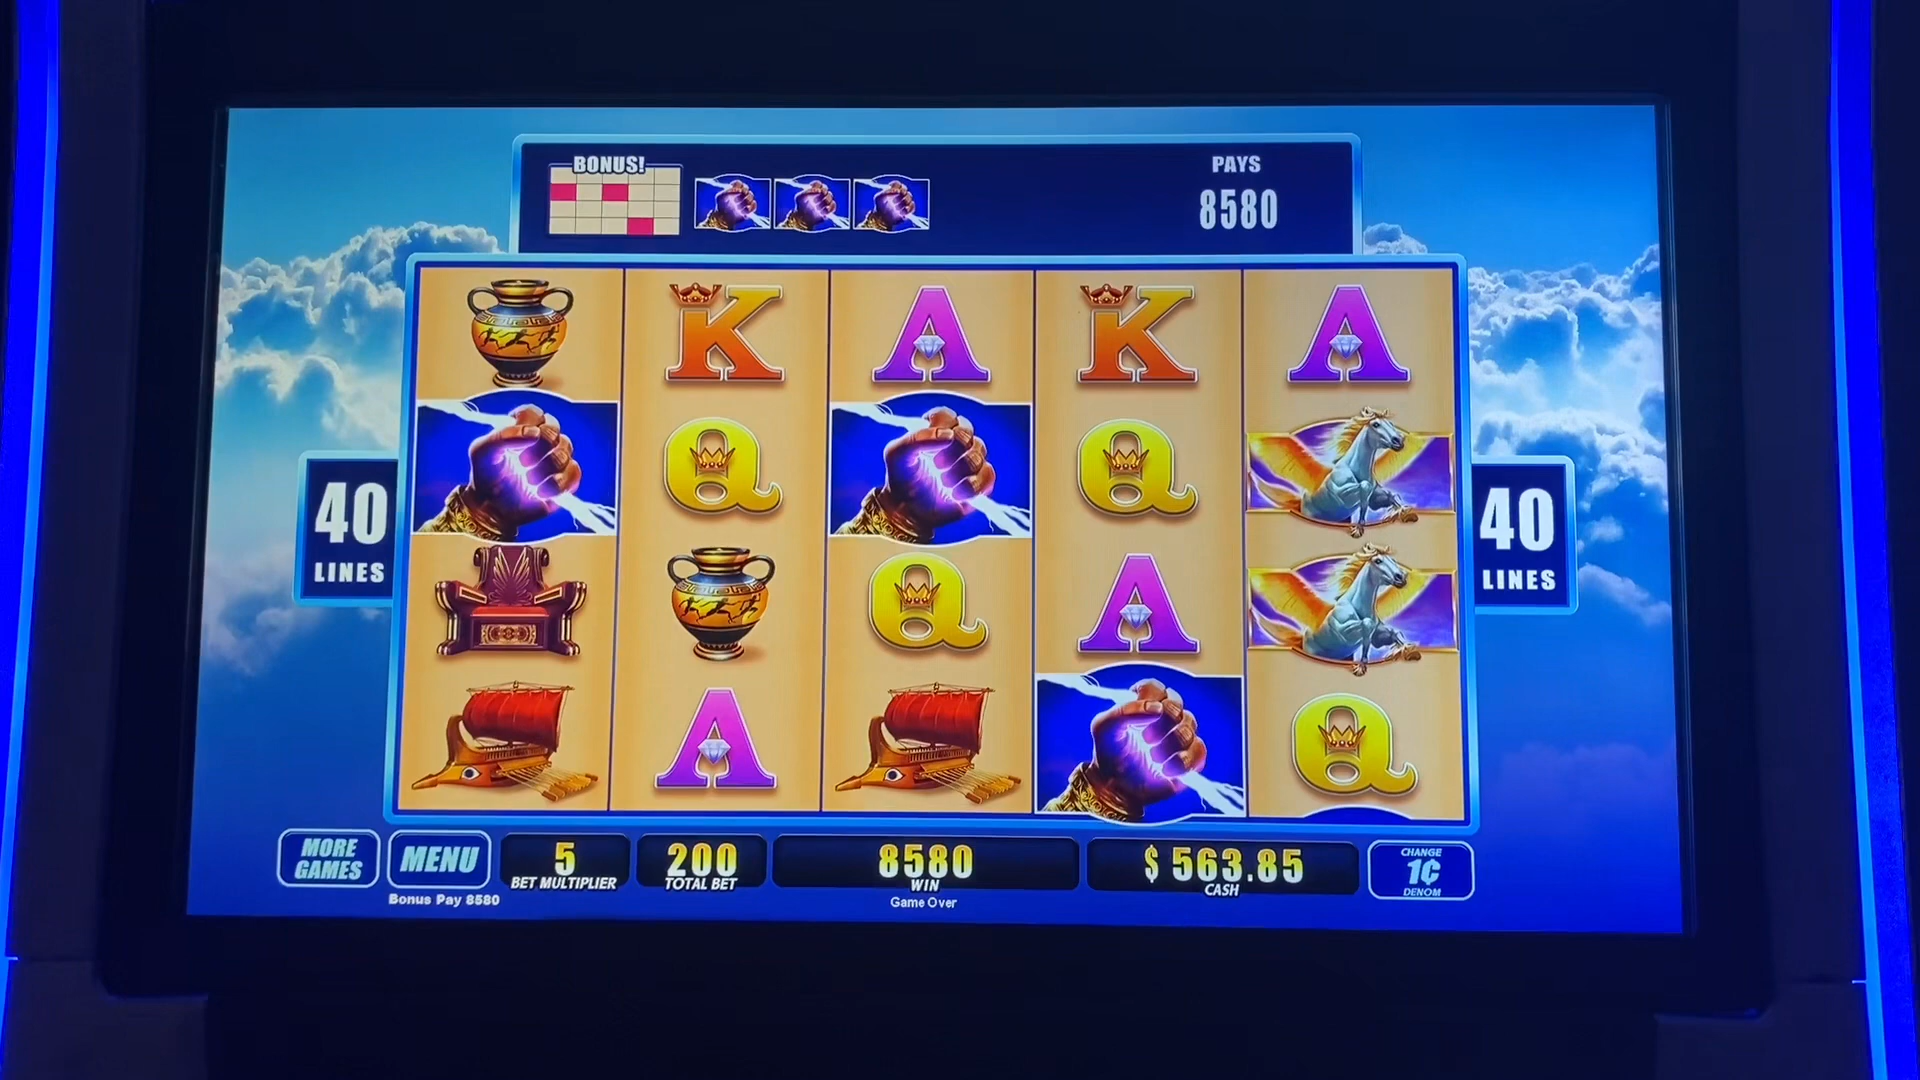 BONUS!
PAYS
8580
K
A
K
A
Q
Q
40
LINES
40
LINES
Q
A
A
Q
MORE
GAMES
MENU
5
BET MULTIPLIER
200
TOTAL BET
8580
WIN
$ 563.85
CASH
CHANGE
1¢
DENOM
Bonus Pay 8580
Game Over